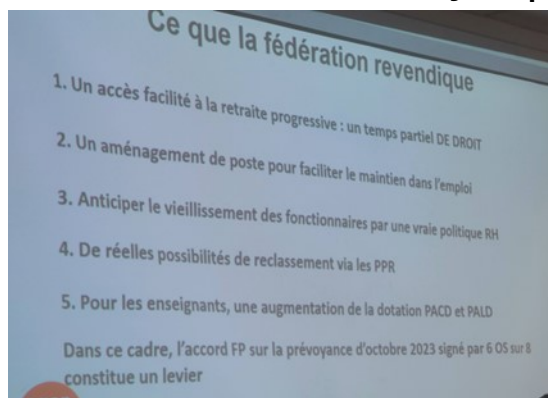 Ce que la fédération revendique
1. Un accès facilité à la retraite progressive : un temps partiel DE DROIT
2. Un aménagement de poste pour faciliter le maintien dans l'emploi
3. Anticiper le vieillissement des fonctionnaires par une vraie politique RH
4. De réelles possibilités de reclassement via les PPR
5. Pour les enseignants, une augmentation de la dotation PACD et PALD
Dans ce cadre, l'accord FP sur la prévoyance d'octobre 2023 signé par 6 OS sur 8
constitue un levier